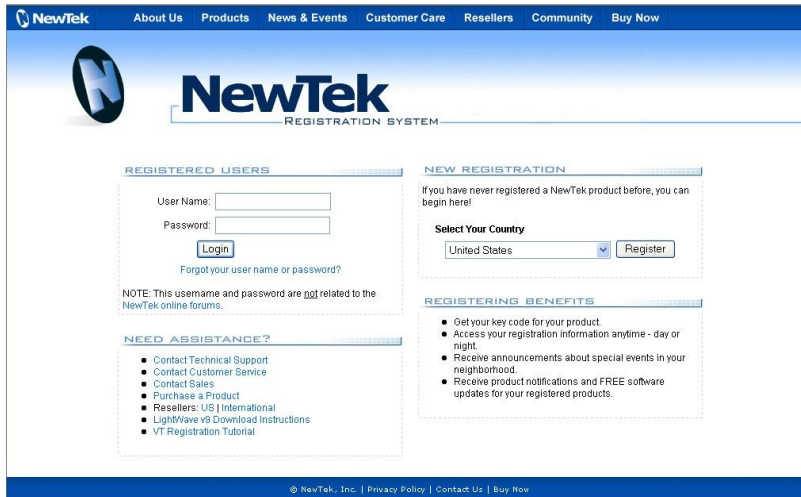 NewTek About Us Products News & Events Customer Care Resellers Community Buy Now
NewTek
REGISTRATION SYSTEM
REGISTERED USERS
User Name:
Password:
Login
Forgot your user name or password?
NOTE: This username and password are not related to the
NewTek online forums.
NEED ASSISTANCE?
Contact Technical Support
Contact Customer Service
Contact Sales
Purchase a Product
Resellers: US | International
LightWave v9 Download Instructions
VT Registration Tutorial
NEW REGISTRATION
If you have never registered a NewTek product before, you can
begin here!
Select Your Country
United States Register
REGISTERING BENEFITS
Get your key code for your product.
Access your registration information anytime - day or
night.
Receive announcements about special events in your
neighborhood.
Receive product notifications and FREE software
updates for your registered products.
© NewTek, Inc. | Privacy Policy | Contact Us | Buy Now